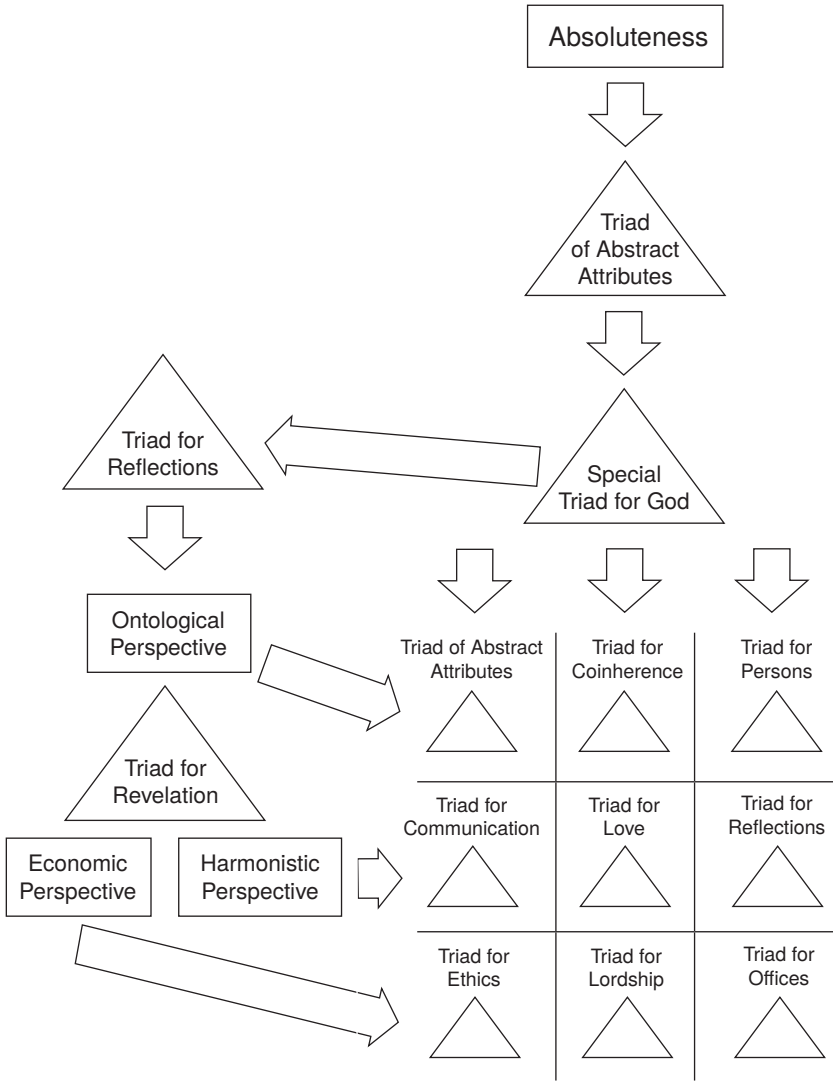 Absoluteness
Triad
of Abstract
Attributes
Triad for
Reflections
Special
Triad for God
Ontological
Perspective
Triad for
Revelation
Economic
Perspective
Harmonistic
Perspective
Triad of Abstract
Attributes
Triad for
Coinherence
Triad for
Persons
Triad for
Communication
Triad for
Love
Triad for
Reflections
Triad for
Ethics
Triad for
Lordship
Triad for
Offices